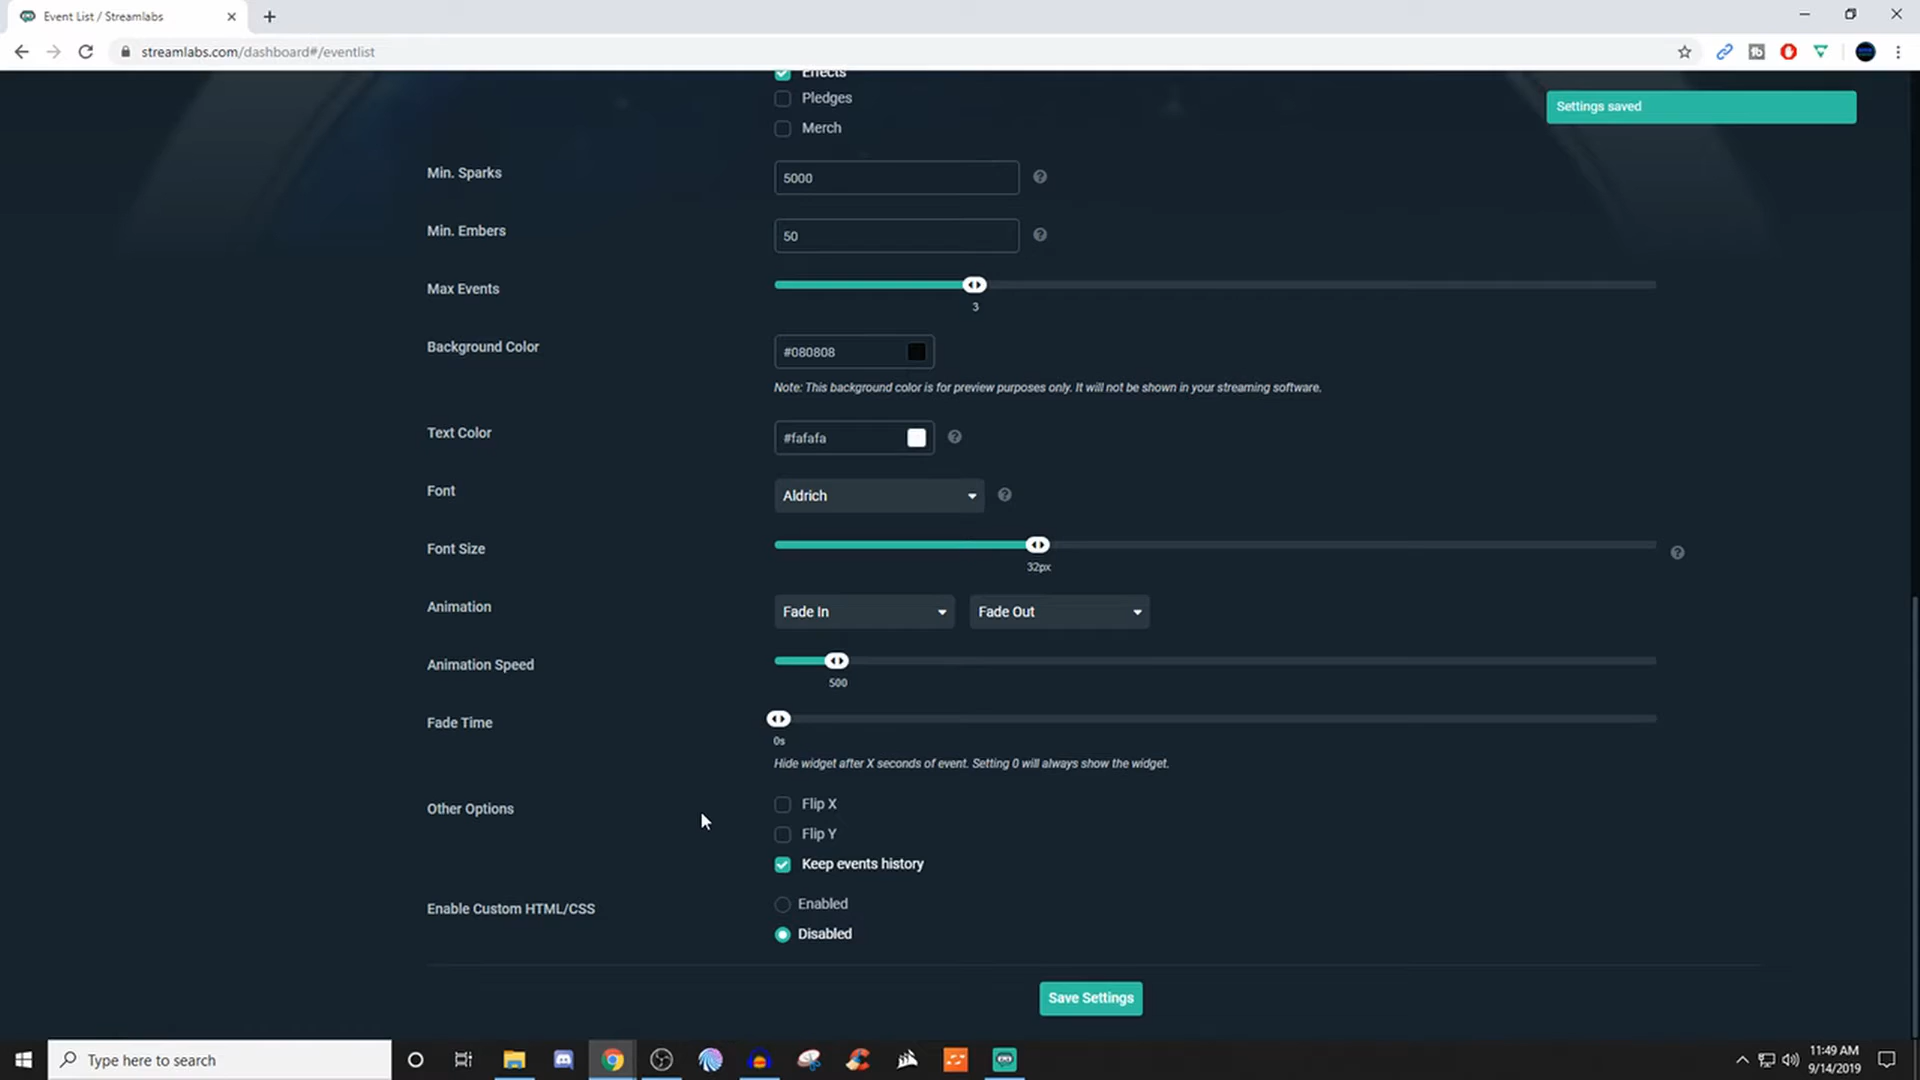 Event List / Streamlabs
streamlabs.com/dashboard#/eventlist
Effects
Pledges
Settings saved
Merch
Min. Sparks
5000
Min. Embers
50
Max Events
3
Background Color
#080808
Note: This background color is for preview purposes only. It will not be shown in your streaming software.
Text Color
#fafafa
Font
Aldrich
Font Size
32px
Animation
Fade In
Fade Out
Animation Speed
500
Fade Time
0s
Hide widget after X seconds of event. Setting 0 will always show the widget.
Other Options
Flip X
Flip Y
Keep events history
Enable Custom HTML/CSS
Enabled
Disabled
Save Settings
Type here to search
11:49 AM
9/14/2019